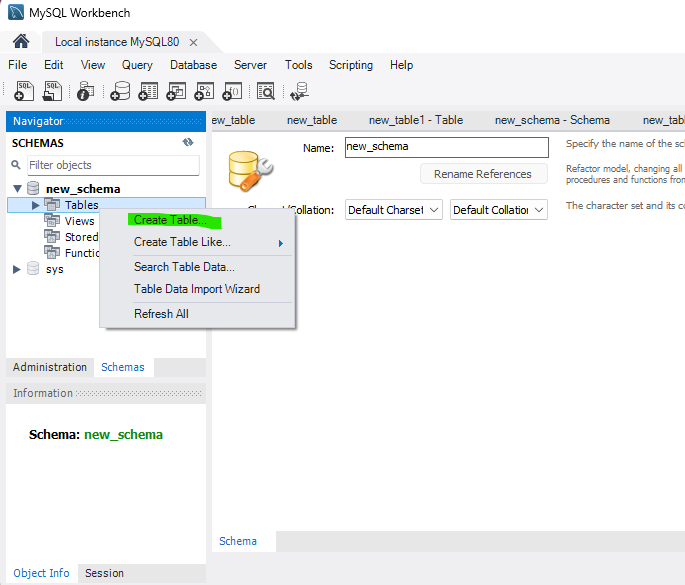 MySQL Workbench
Local instance MySQL80 ×
File Edit View Query Database Server Tools Scripting Help
SQL SQL
Navigator
SCHEMAS
Filter objects
new_schema
Tables
Views
Stored
Functio
sys
Create Table...
Create Table Like...
Search Table Data...
Table Data Import Wizard
Refresh All
Administration Schemas
Information
Schema: new_schema
Object Info Session
ew_table new_table new_table1 - Table new_schema - Schema new_tabl
Name: new_schema
Specify the name of the sc
Rename References
Refactor model, changing all
procedures and functions from
t/Collation: Default Charset Default Collation
The character set and its co
Schema